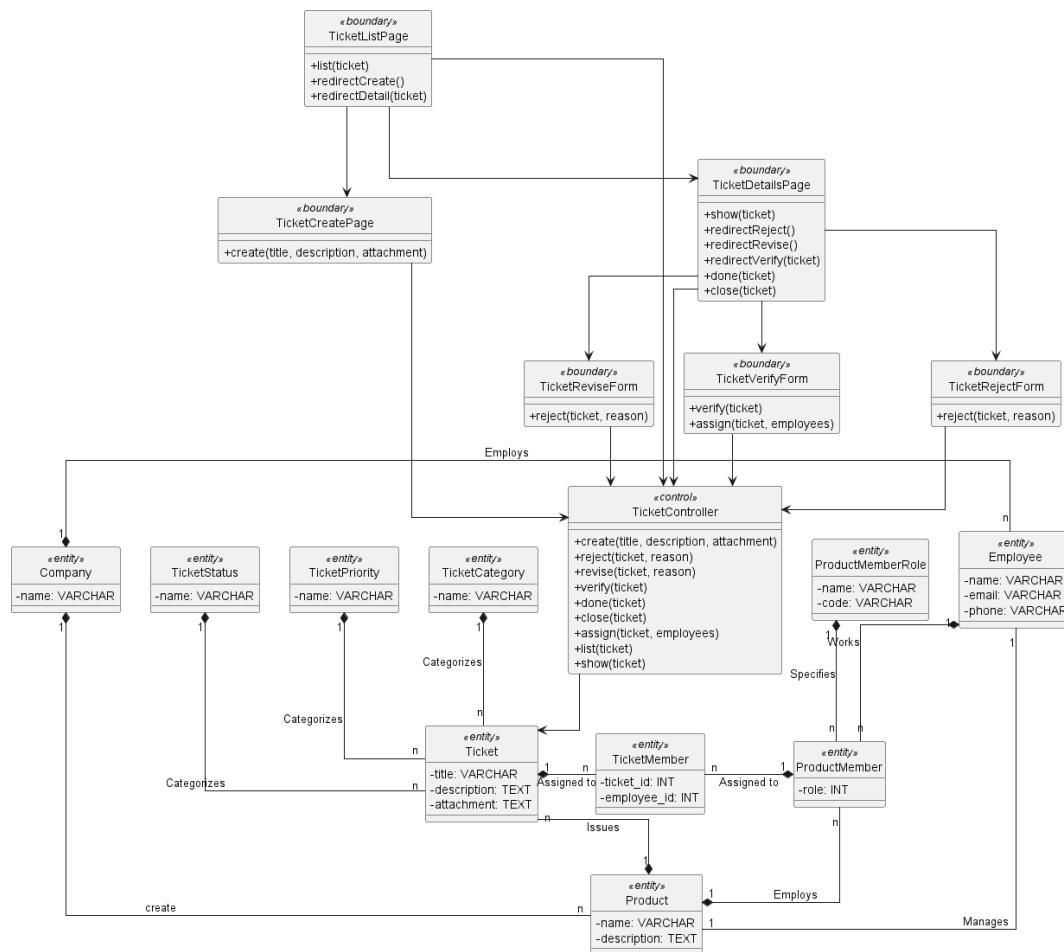 «boundary»
TicketListPage
+list(ticket)
+redirectCreate()
+redirectDetail(ticket)
«boundary»
TicketDetailsPage
+show(ticket)
+redirectReject()
+redirectRevise()
+redirectVerify(ticket)
+done(ticket)
+close(ticket)
«boundary»
TicketCreatePage
+create(title, description, attachment)
«boundary»
TicketReviseForm
+reject(ticket, reason)
«boundary»
TicketVerifyForm
+verify(ticket)
+assign(ticket, employees)
«boundary»
TicketRejectForm
+reject(ticket, reason)
Employs
1
n
«control»
TicketController
+create(title, description, attachment)
+reject(ticket, reason)
+revise(ticket, reason)
+verify(ticket)
+done(ticket)
+close(ticket)
+assign(ticket, employees)
+list(ticket)
+show(ticket)
«entity»
Company
-name: VARCHAR
1
«entity»
TicketStatus
-name: VARCHAR
1
«entity»
TicketPriority
-name: VARCHAR
1
«entity»
TicketCategory
-name: VARCHAR
1
«entity»
ProductMemberRole
-name: VARCHAR
-code: VARCHAR
1
«entity»
Employee
-name: VARCHAR
-email: VARCHAR
-phone: VARCHAR
1
1
Works
Categorizes
Specifies
Categorizes
Categorizes
n
n
n
n
n
«entity»
Ticket
-title: VARCHAR
-description: TEXT
-attachment: TEXT
1
n
Assigned to
«entity»
TicketMember
-ticket_id: INT
-employee_id: INT
n
1
Assigned to
«entity»
ProductMember
-role: INT
n
Issues
n
1
«entity»
Product
-name: VARCHAR
-description: TEXT
create
n
1
Employs
1
Manages